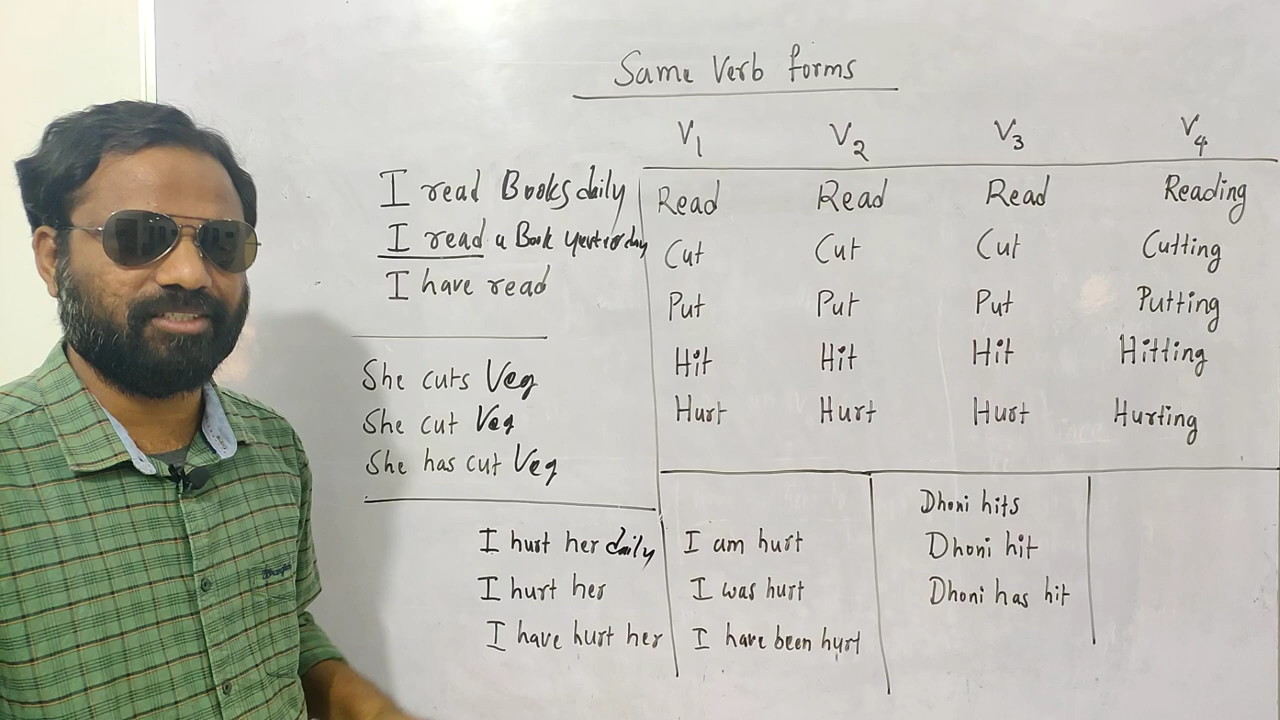 Same Verb forms
V1 V2 V3 V4
Read Read Read Reading
Cut Cut Cut Cutting
Put Put Put Putting
Hit Hit Hit Hitting
Hurt Hurt Hurt Hurting
I read Books daily
I read a Book yesterday
I have read
She cuts Veg
She cut Veg
She has cut Veg
I hurt her daily
I hurt her
I have hurt her
I am hurt
I was hurt
I have been hurt
Dhoni hits
Dhoni hit
Dhoni has hit